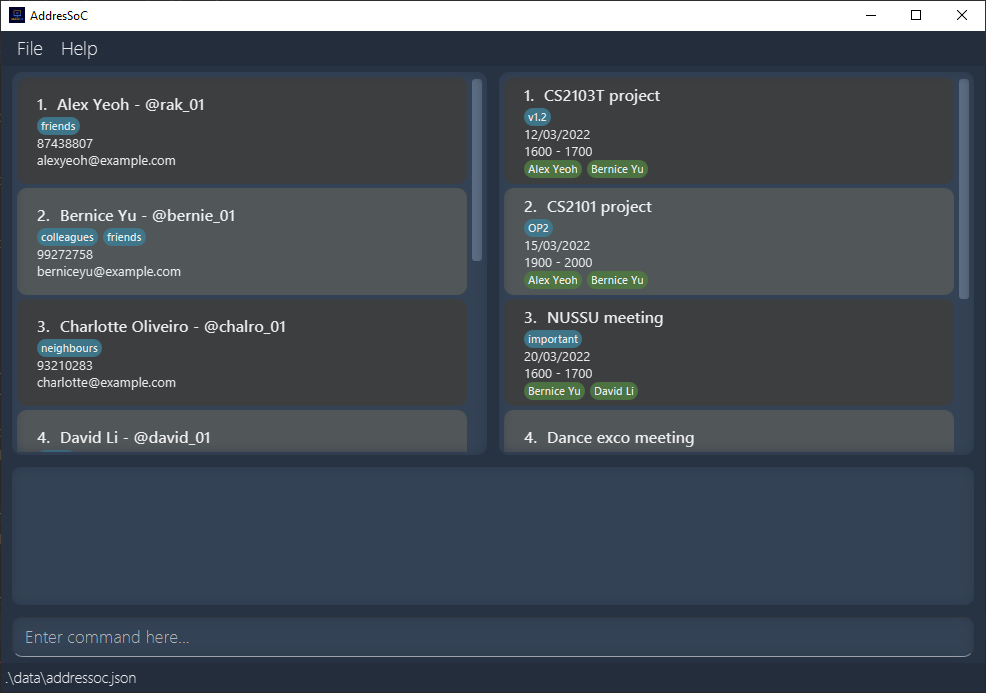 AddresSoC
File Help
1. Alex Yeoh - @rak_01
friends
87438807
alexyeoh@example.com
2. Bernice Yu - @bernie_01
colleagues friends
99272758
berniceyu@example.com
3. Charlotte Oliveiro - @chalro_01
neighbours
93210283
charlotte@example.com
4. David Li - @david_01
1. CS2103T project
v1.2
12/03/2022
1600 - 1700
Alex Yeoh Bernice Yu
2. CS2101 project
OP2
15/03/2022
1900 - 2000
Alex Yeoh Bernice Yu
3. NUSSU meeting
important
20/03/2022
1600 - 1700
Bernice Yu David Li
4. Dance exco meeting
Enter command here...
.\data\addressoc.json